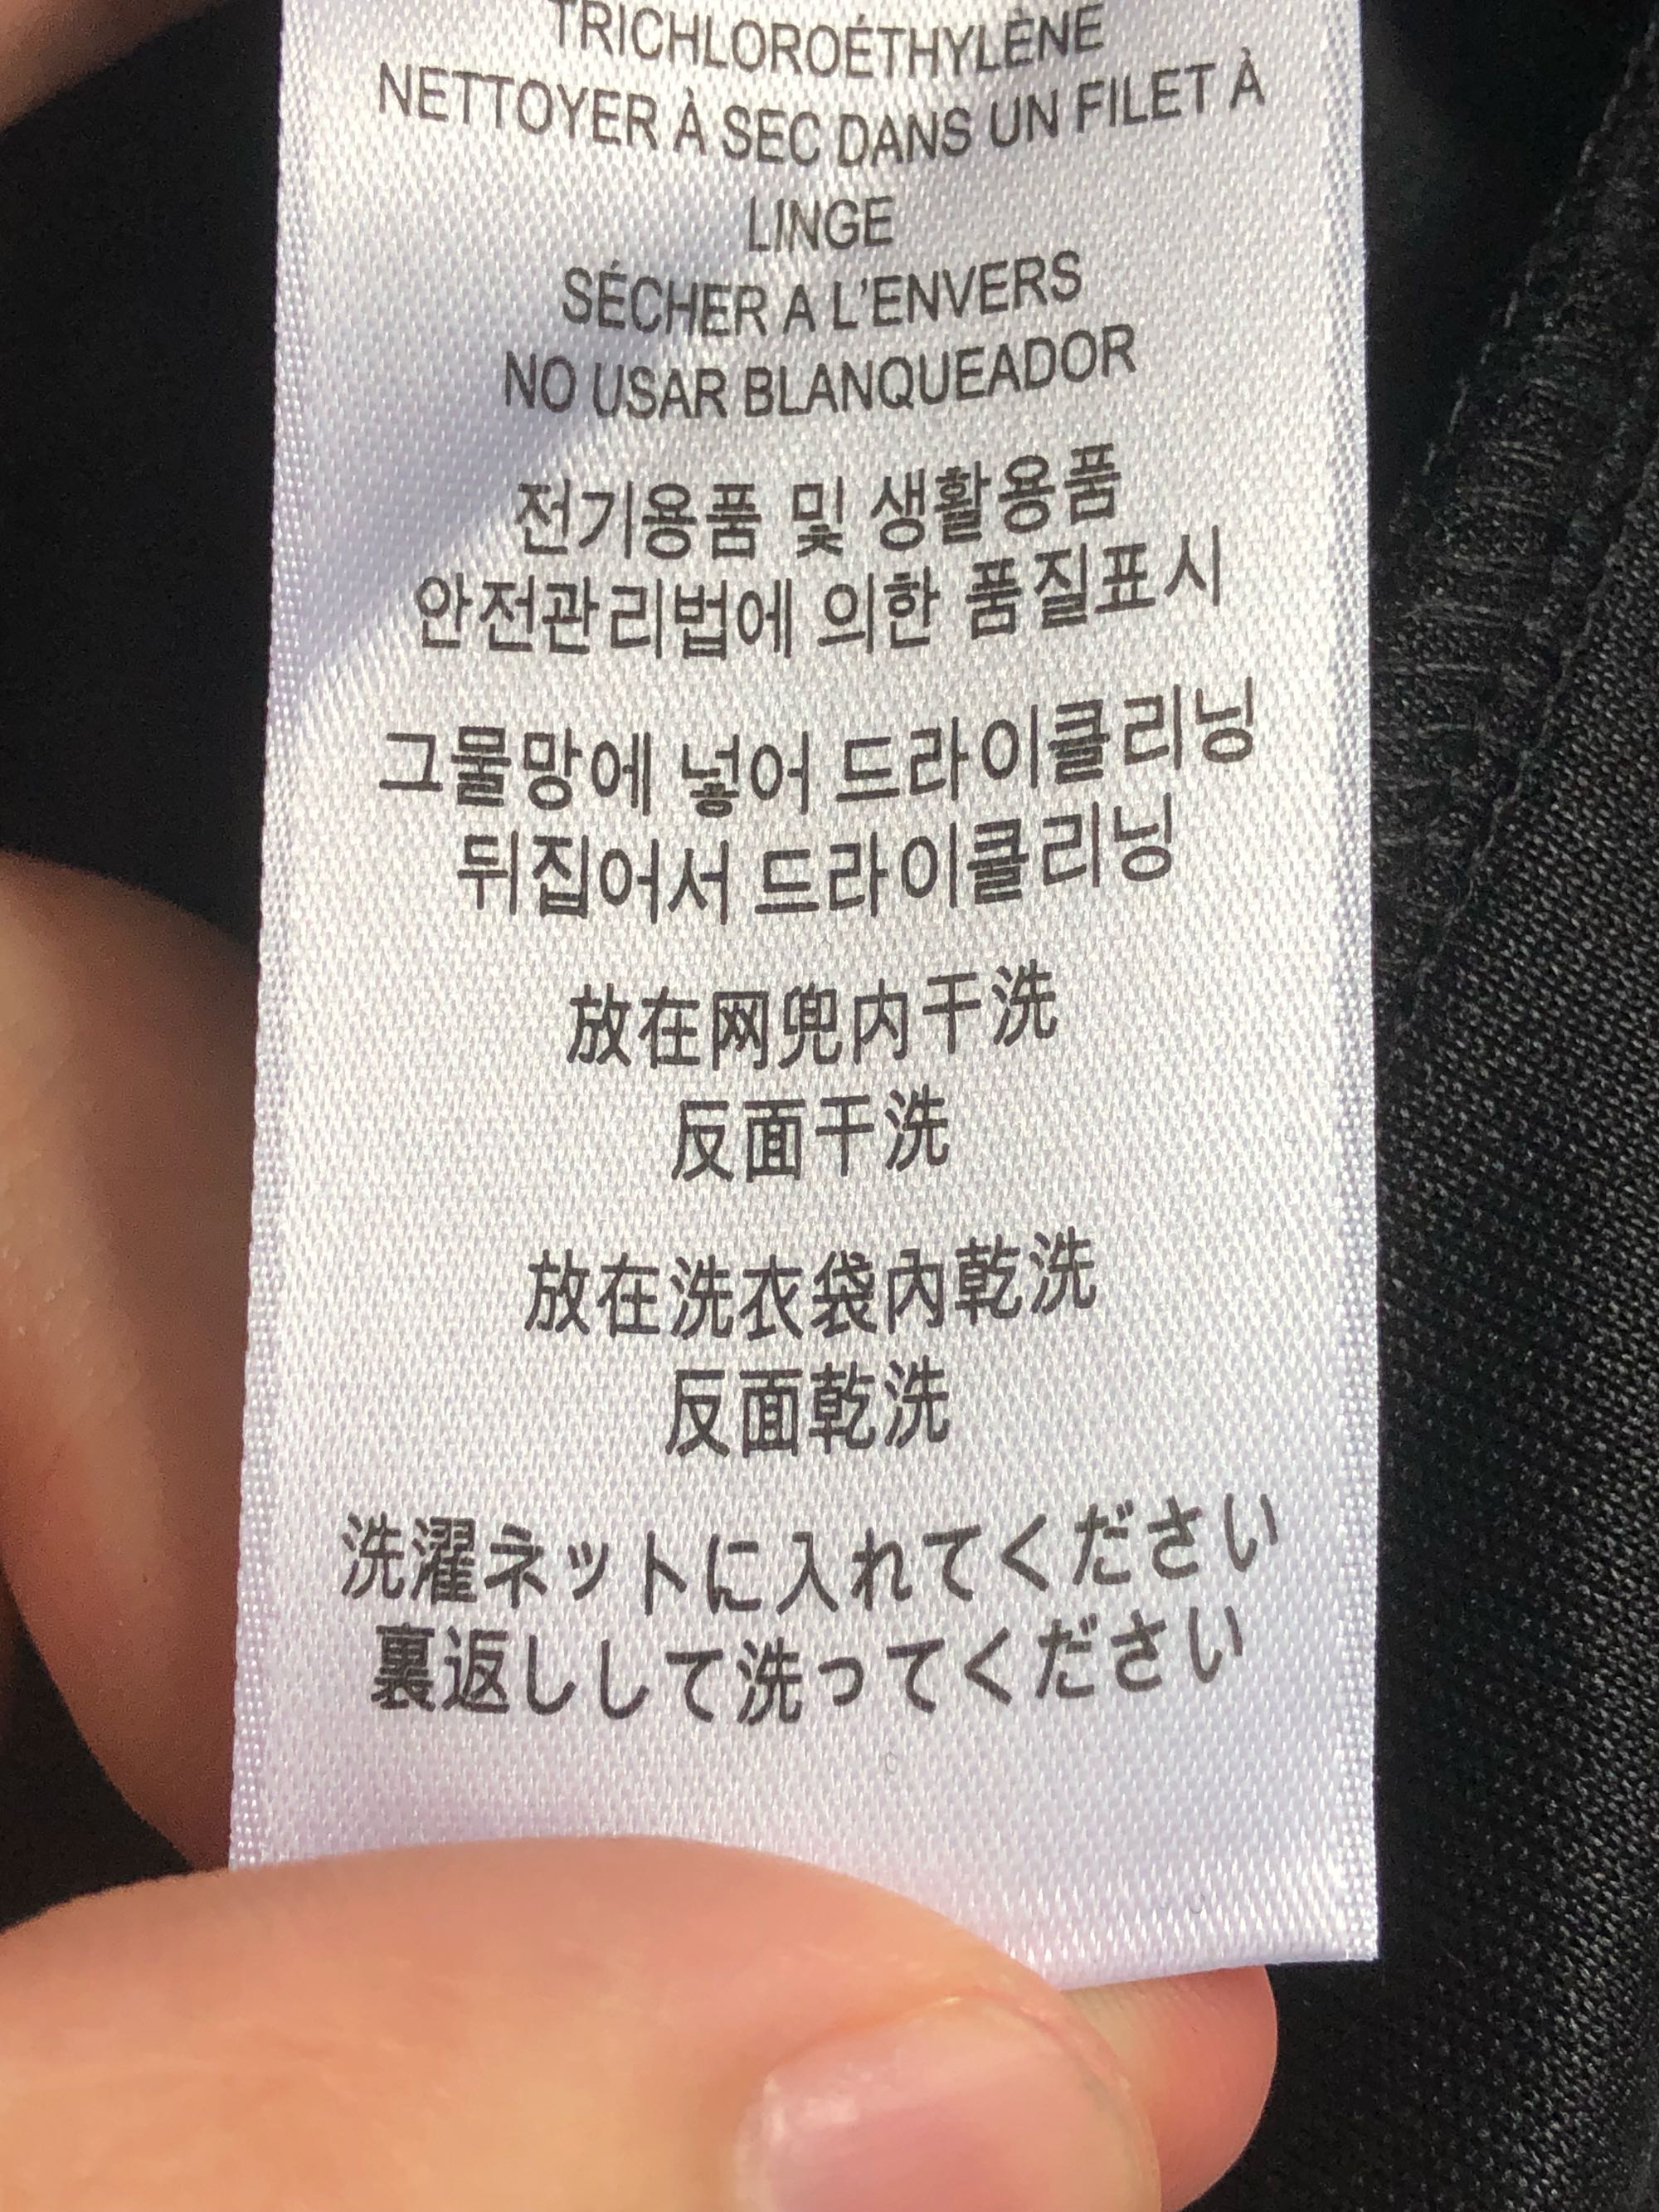 TRICHLOROÉTHYLÈNE
NETTOYER À SEC DANS UN FILET À
LINGE
SÉCHER A L'ENVERS
NO USAR BLANQUEADOR
전기용품 및 생활용품
안전관리법에 의한 품질표시
그물망에 넣어 드라이클리닝
뒤집어서 드라이클리닝
放在网兜内干洗
反面干洗
放在洗衣袋內乾洗
反面乾洗
洗濯ネットに入れてください
裏返しして洗ってください